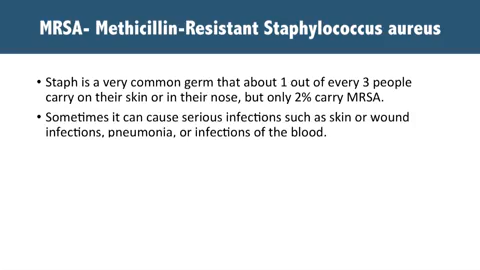 MRSA- Methicillin-Resistant Staphylococcus aureus
• Staph is a very common germ that about 1 out of every 3 people
carry on their skin or in their nose, but only 2% carry MRSA.
• Sometimes it can cause serious infections such as skin or wound
infections, pneumonia, or infections of the blood.